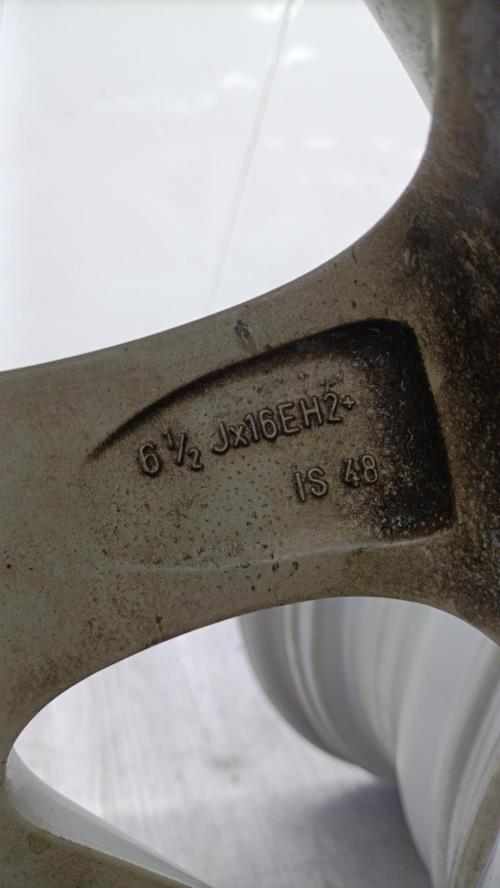 6 ½ Jx16EH2+
IS 48